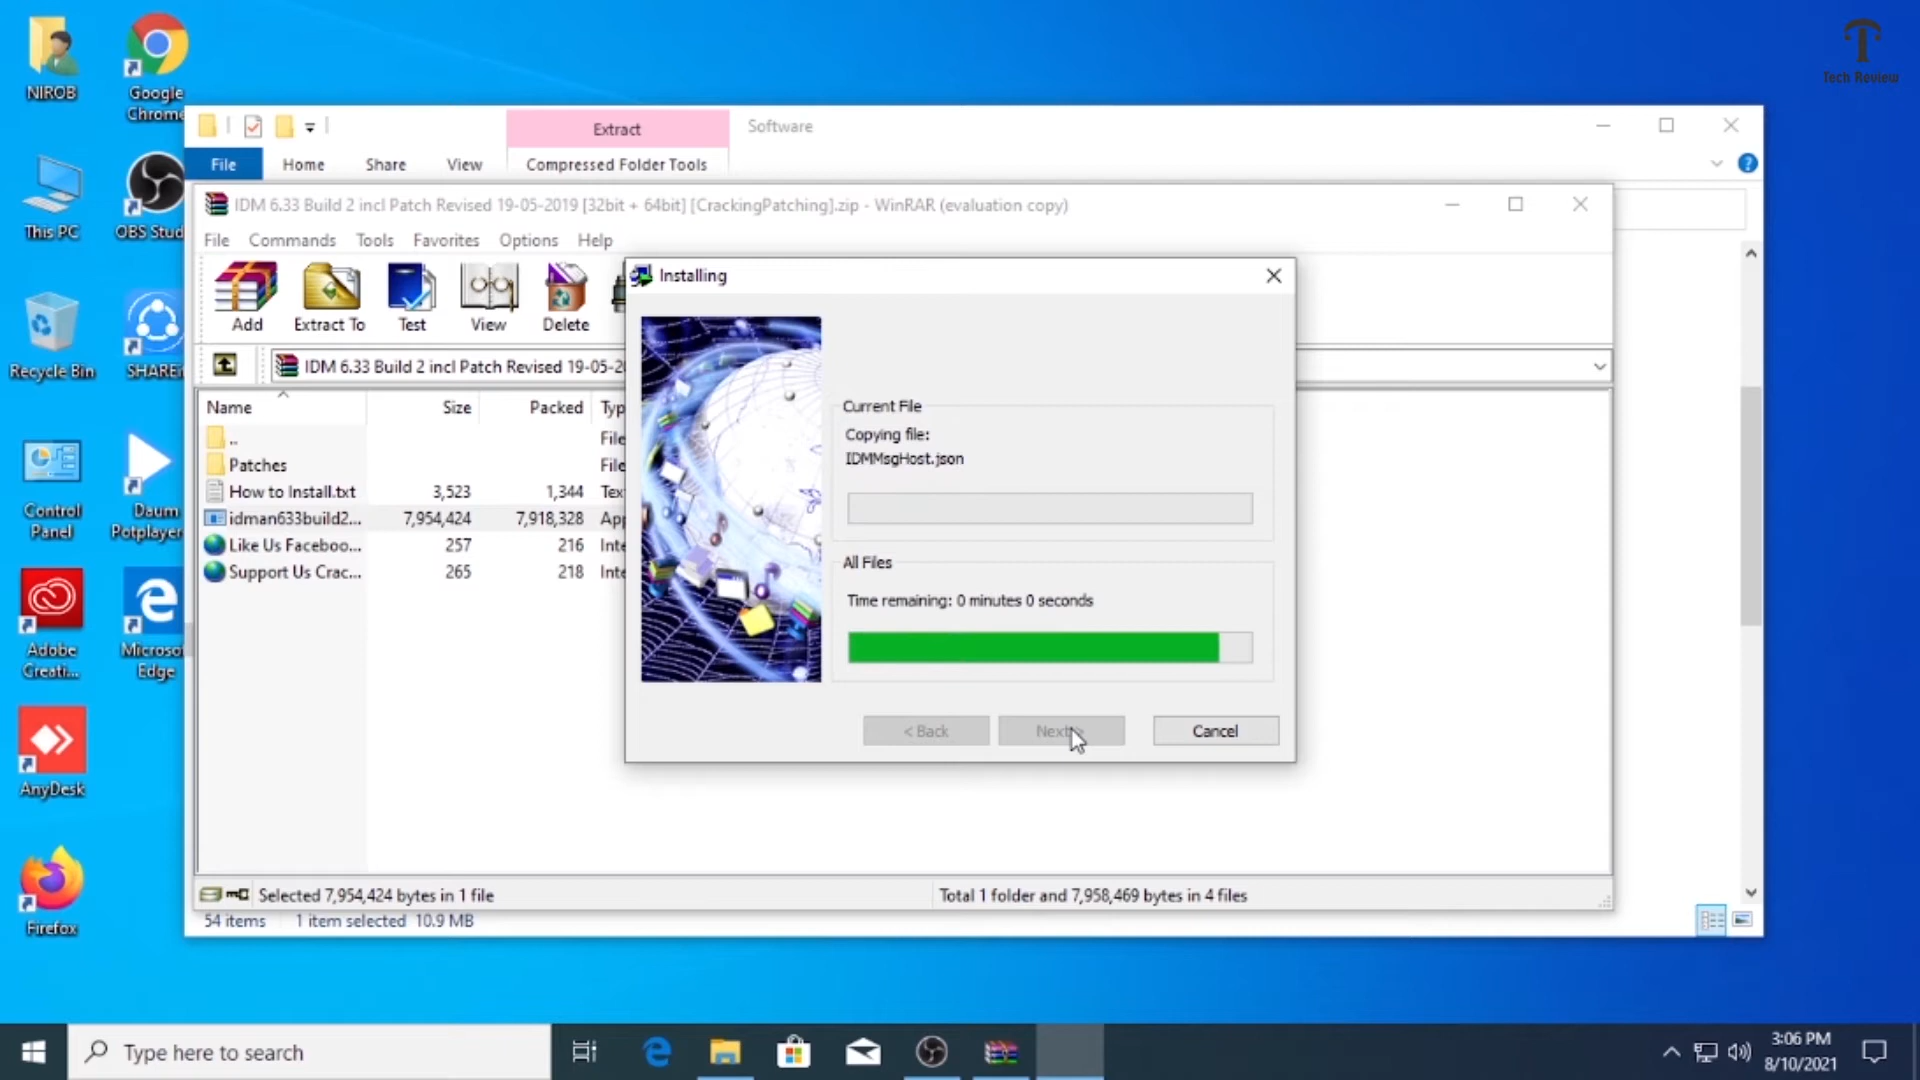 NIROB
Google
Chrome
This PC
OBS Stud
Recycle Bin
SHAREit
Control
Panel
Daum
Potplayer
Adobe
Creati...
Microsof
Edge
AnyDesk
Firefox
Tech Review
Extract
Software
File
Home
Share
View
Compressed Folder Tools
IDM 6.33 Build 2 incl Patch Revised 19-05-2019 [32bit + 64bit] [CrackingPatching].zip - WinRAR (evaluation copy)
File Commands Tools Favorites Options Help
Add
Extract To
Test
View
Delete
IDM 6.33 Build 2 incl Patch Revised 19-05-2
Name Size Packed Typ
.. File
Patches File
How to Install.txt 3,523 1,344 Tex
idman633build2... 7,954,424 7,918,328 App
Like Us Faceboo... 257 216 Inte
Support Us Crac... 265 218 Inte
Selected 7,954,424 bytes in 1 file
Total 1 folder and 7,958,469 bytes in 4 files
54 items 1 item selected 10.9 MB
Installing
Current File
Copying file:
IDMMsgHost.json
All Files
Time remaining: 0 minutes 0 seconds
< Back
Next >
Cancel
Type here to search
3:06 PM
8/10/2021